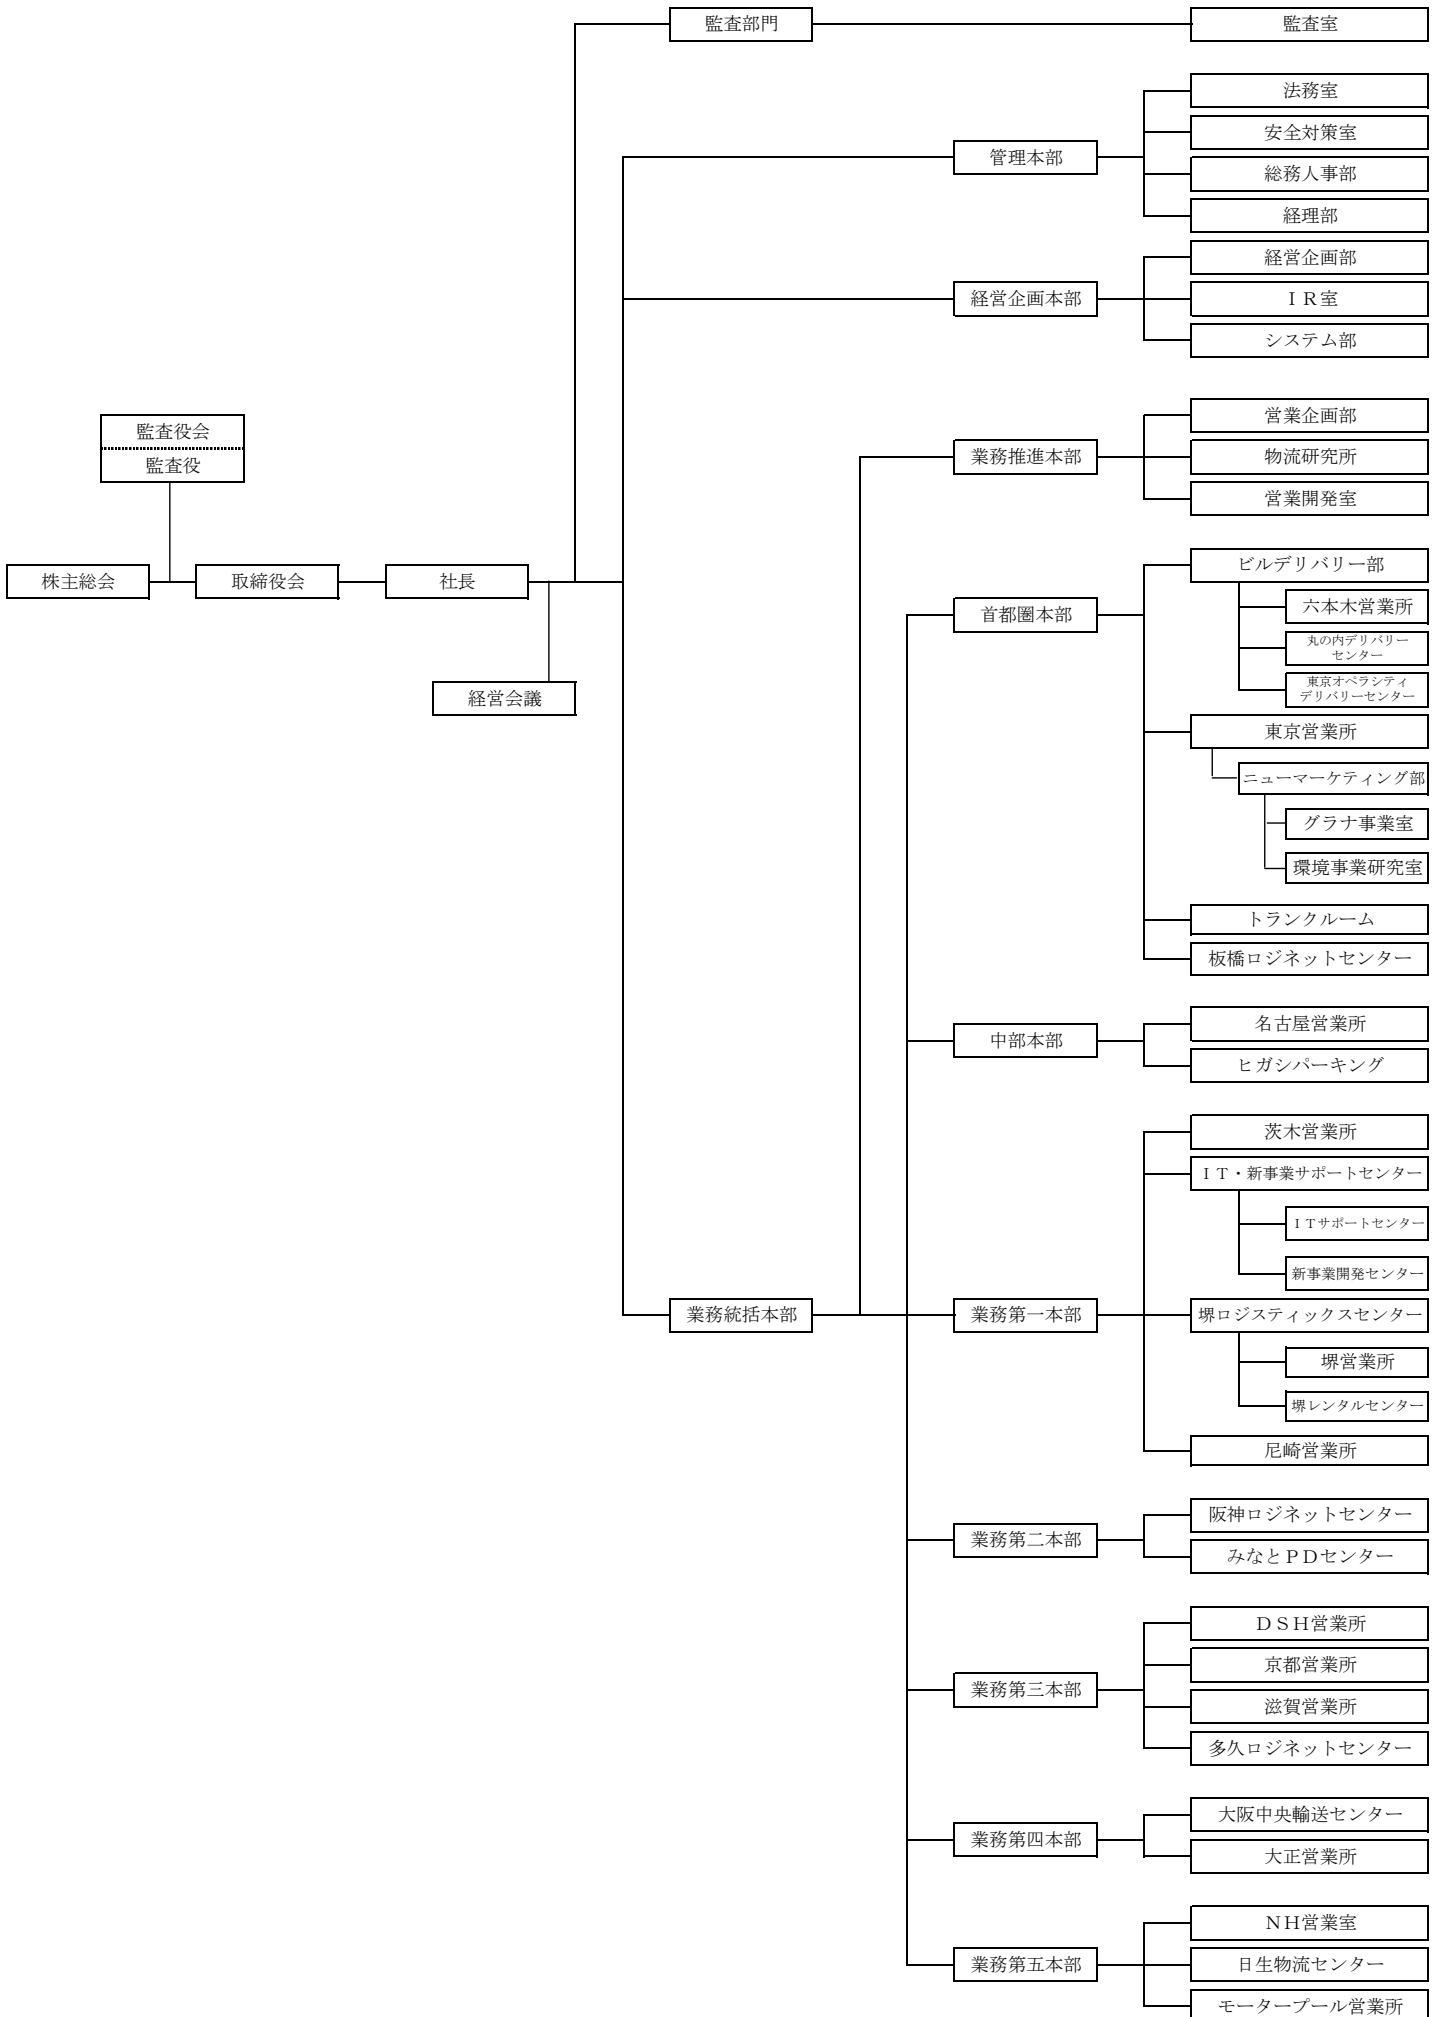 監査部門
監査室
法務室
安全対策室
管理本部
総務人事部
経理部
経営企画部
経営企画本部
ＩＲ室
システム部
営業企画部
監査役会
業務推進本部
物流研究所
監査役
営業開発室
ビルデリバリー部
株主総会
取締役会
社長
首都圏本部
六本木営業所
丸の内デリバリー
センター
東京オペラシティ
デリバリーセンター
経営会議
東京営業所
ニューマーケティング部
グラナ事業室
環境事業研究室
トランクルーム
板橋ロジネットセンター
名古屋営業所
中部本部
ヒガシパーキング
茨木営業所
ＩＴ・新事業サポートセンター
ＩＴサポートセンター
新事業開発センター
業務統括本部
業務第一本部
堺ロジスティックスセンター
堺営業所
堺レンタルセンター
尼崎営業所
阪神ロジネットセンター
業務第二本部
みなとＰＤセンター
ＤＳＨ営業所
京都営業所
業務第三本部
滋賀営業所
多久ロジネットセンター
大阪中央輸送センター
業務第四本部
大正営業所
ＮＨ営業室
業務第五本部
日生物流センター
モータープール営業所